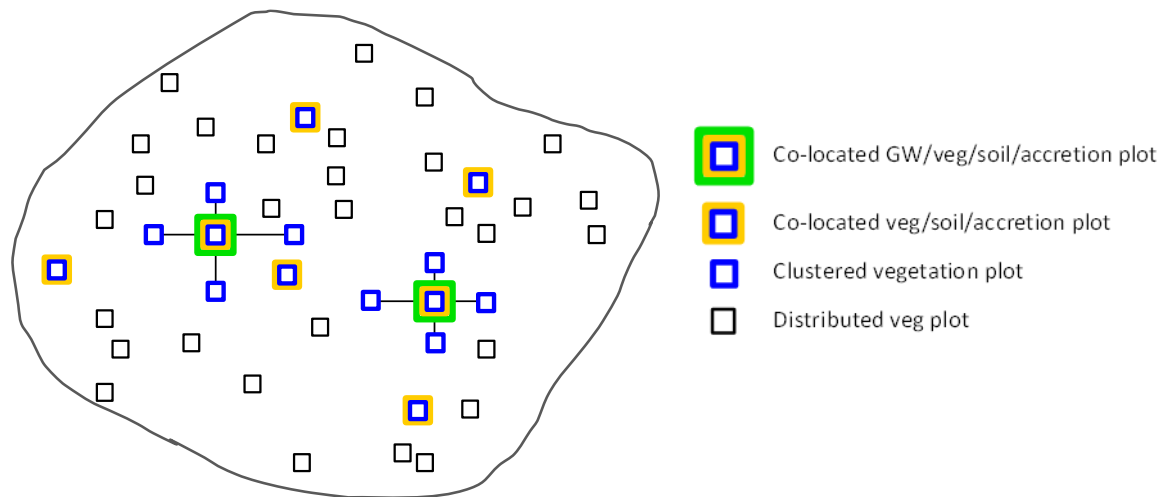 Co-located GW/veg/soil/accretion plot
Co-located veg/soil/accretion plot
Clustered vegetation plot
Distributed veg plot